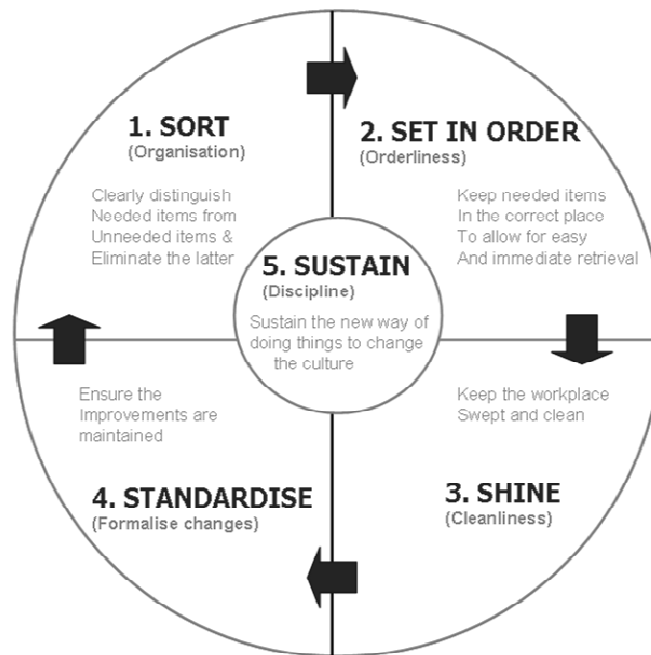 1. SORT
(Organisation)
Clearly distinguish
Needed items from
Unneeded items &
Eliminate the latter
2. SET IN ORDER
(Orderliness)
Keep needed items
In the correct place
To allow for easy
And immediate retrieval
5. SUSTAIN
(Discipline)
Sustain the new way of
doing things to change
the culture
Keep the workplace
Swept and clean
3. SHINE
(Cleanliness)
Ensure the
Improvements are
maintained
4. STANDARDISE
(Formalise changes)